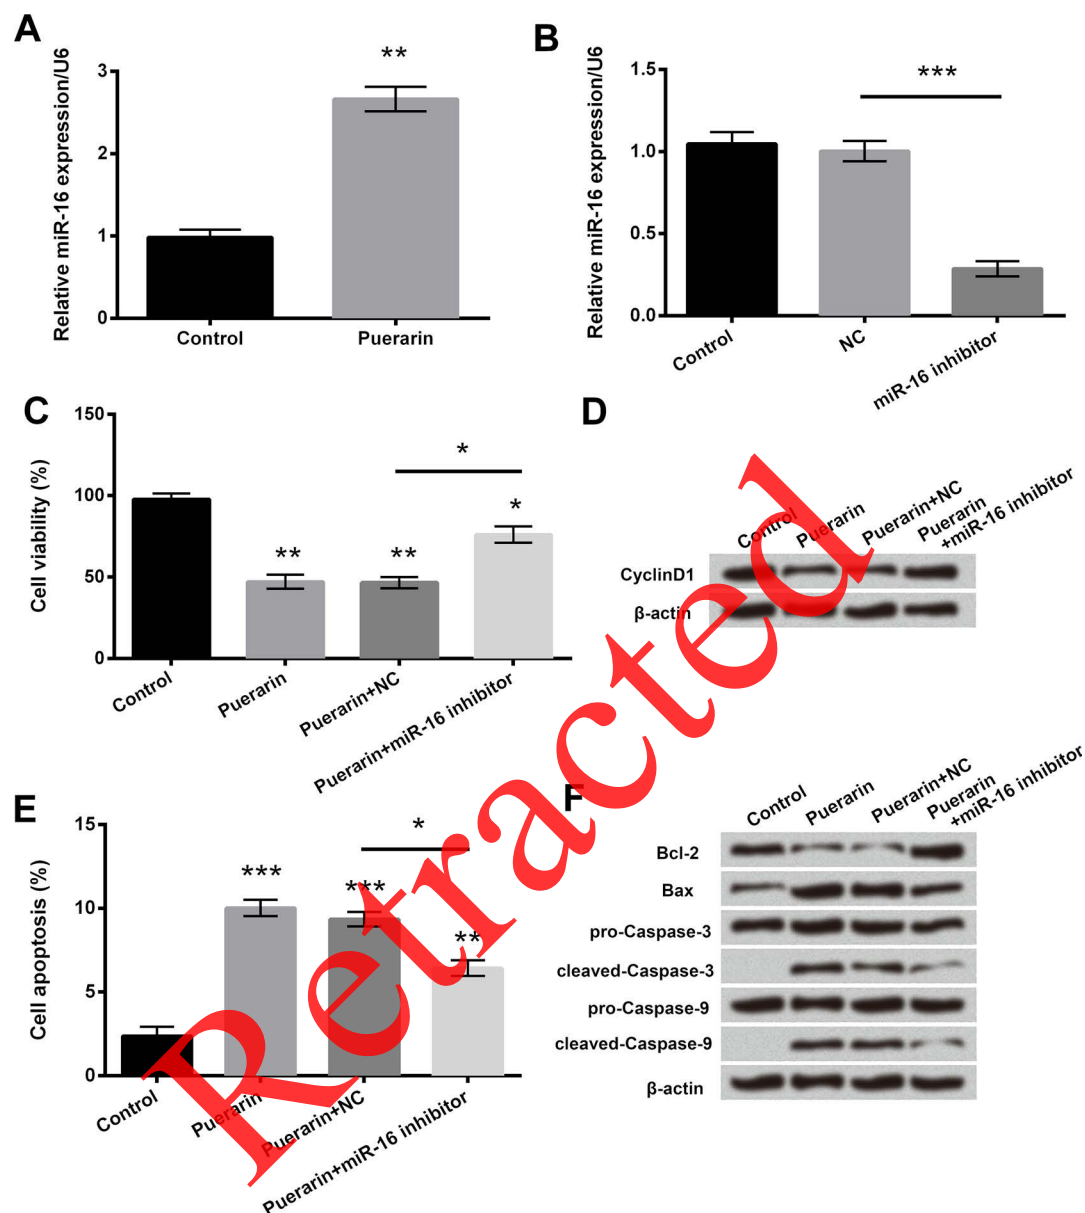 A
Relative miR-16 expression/U6
3
2
1
0
**
Control
Puerarin
B
Relative miR-16 expression/U6
1.5
1.0
0.5
0.0
***
Control
NC
miR-16 inhibitor
C
Cell viability (%)
150
100
50
0
**
**
*
*
Control
Puerarin
Puerarin+NC
Puerarin+miR-16 inhibitor
D
Control
Puerarin
Puerarin+NC
Puerarin
+miR-16 inhibitor
CyclinD1
β-actin
E
Cell apoptosis (%)
15
10
5
0
***
***
*
**
Control
Puerarin
Puerarin+NC
Puerarin+miR-16 inhibitor
F
Control
Puerarin
Puerarin+NC
Puerarin
+miR-16 inhibitor
Bcl-2
Bax
pro-Caspase-3
cleaved-Caspase-3
pro-Caspase-9
cleaved-Caspase-9
β-actin
Retracted